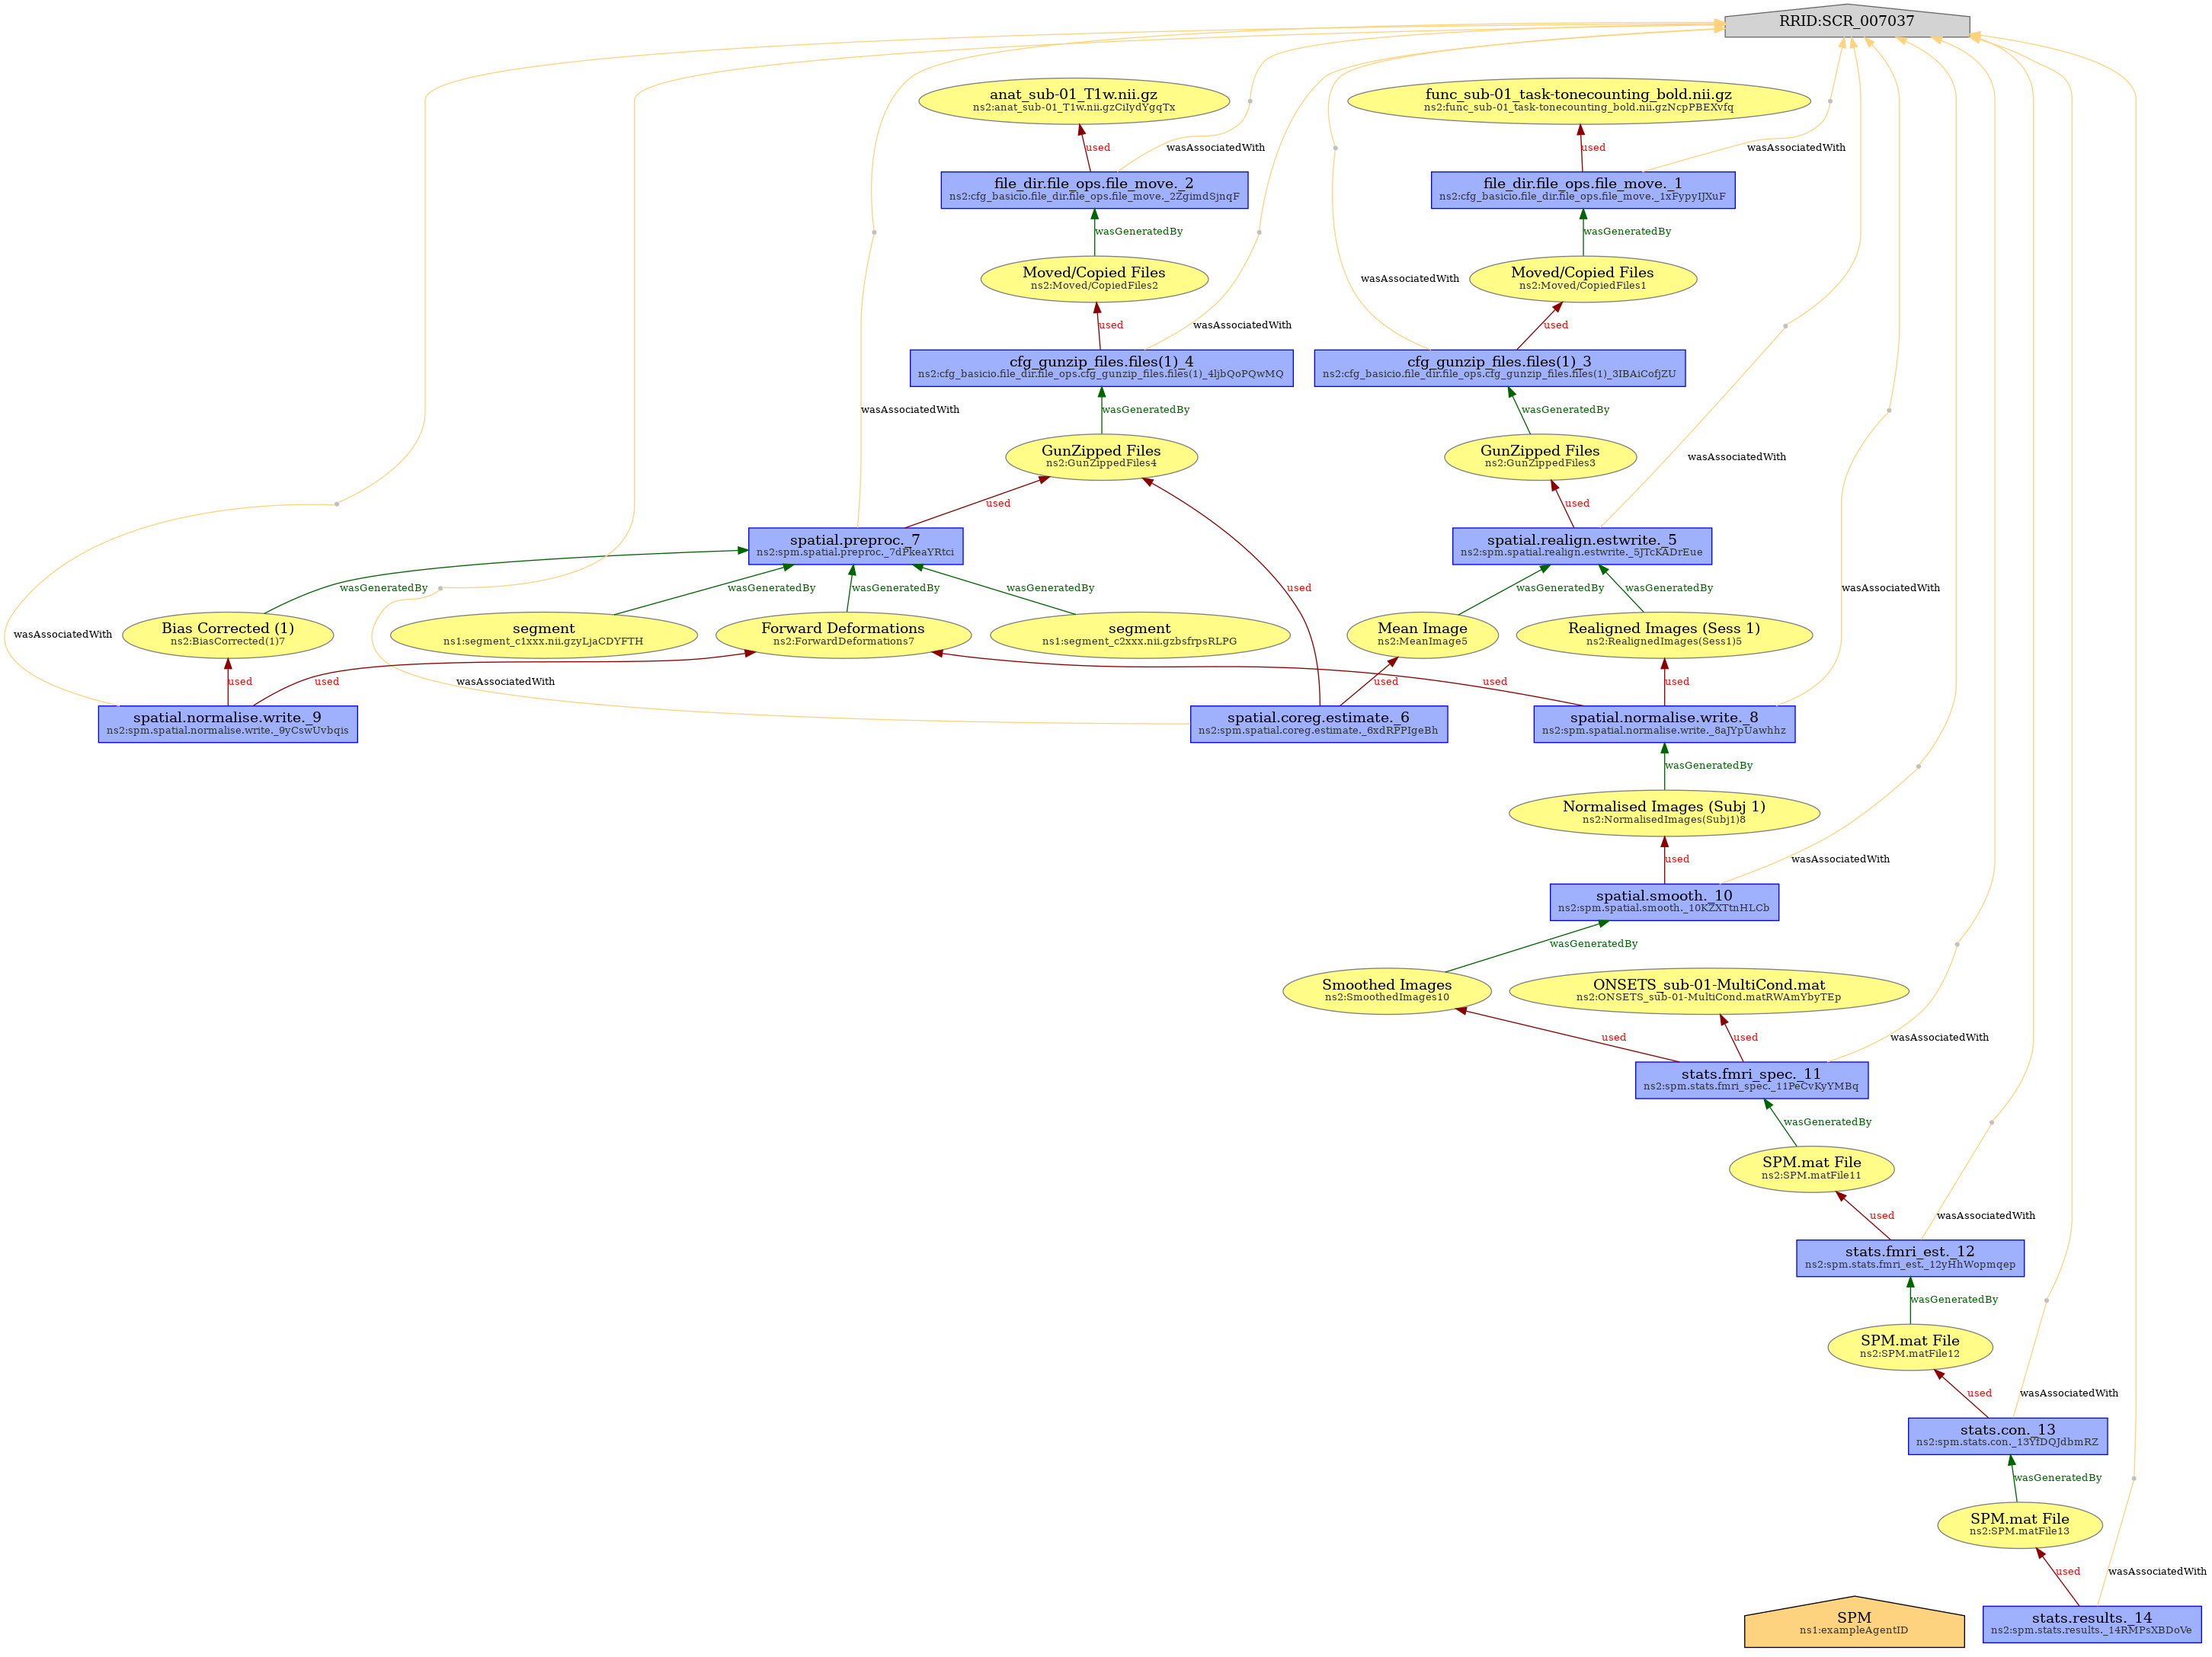 RRID:SCR_007037
anat_sub-01_T1w.nii.gz
ns2:anat_sub-01_T1w.nii.gzCiIydYgqTx
func_sub-01_task-tonecounting_bold.nii.gz
ns2:func_sub-01_task-tonecounting_bold.nii.gzNcpPBEXvfq
used
wasAssociatedWith
used
wasAssociatedWith
file_dir.file_ops.file_move._2
ns2:cfg_basicio.file_dir.file_ops.file_move._2ZgimdSjnqF
file_dir.file_ops.file_move._1
ns2:cfg_basicio.file_dir.file_ops.file_move._1xFypyIJXuF
wasGeneratedBy
wasGeneratedBy
Moved/Copied Files
ns2:Moved/CopiedFiles2
wasAssociatedWith
Moved/Copied Files
ns2:Moved/CopiedFiles1
used
wasAssociatedWith
used
cfg_gunzip_files.files(1)_4
ns2:cfg_basicio.file_dir.file_ops.cfg_gunzip_files.files(1)_4ljbQoPQwMQ
cfg_gunzip_files.files(1)_3
ns2:cfg_basicio.file_dir.file_ops.cfg_gunzip_files.files(1)_3IBAiCofjZU
wasAssociatedWith
wasGeneratedBy
wasGeneratedBy
GunZipped Files
ns2:GunZippedFiles4
GunZipped Files
ns2:GunZippedFiles3
wasAssociatedWith
used
used
spatial.preproc._7
ns2:spm.spatial.preproc._7dPkeaYRtci
spatial.realign.estwrite._5
ns2:spm.spatial.realign.estwrite._5JTcKADrEue
wasGeneratedBy
wasGeneratedBy
wasGeneratedBy
wasGeneratedBy
used
wasGeneratedBy
wasGeneratedBy
wasAssociatedWith
wasAssociatedWith
Bias Corrected (1)
ns2:BiasCorrected(1)7
segment
ns1:segment_c1xxx.nii.gzyLjaCDYFTH
Forward Deformations
ns2:ForwardDeformations7
segment
ns1:segment_c2xxx.nii.gzbsfrpsRLPG
Mean Image
ns2:MeanImage5
Realigned Images (Sess 1)
ns2:RealignedImages(Sess1)5
used
used
wasAssociatedWith
used
used
used
spatial.normalise.write._9
ns2:spm.spatial.normalise.write._9yCswUvbqis
spatial.coreg.estimate._6
ns2:spm.spatial.coreg.estimate._6xdRPPIgeBh
spatial.normalise.write._8
ns2:spm.spatial.normalise.write._8aJYpUawhhz
wasGeneratedBy
Normalised Images (Subj 1)
ns2:NormalisedImages(Subj1)8
used
wasAssociatedWith
spatial.smooth._10
ns2:spm.spatial.smooth._10KZXTtnHLCb
wasGeneratedBy
Smoothed Images
ns2:SmoothedImages10
ONSETS_sub-01-MultiCond.mat
ns2:ONSETS_sub-01-MultiCond.matRWAmYbyTEp
used
used
wasAssociatedWith
stats.fmri_spec._11
ns2:spm.stats.fmri_spec._11PeCvKyYMBq
wasGeneratedBy
SPM.mat File
ns2:SPM.matFile11
used
wasAssociatedWith
stats.fmri_est._12
ns2:spm.stats.fmri_est._12yHhWopmqep
wasGeneratedBy
SPM.mat File
ns2:SPM.matFile12
used
wasAssociatedWith
stats.con._13
ns2:spm.stats.con._13YfDQJdbmRZ
wasGeneratedBy
SPM.mat File
ns2:SPM.matFile13
used
wasAssociatedWith
SPM
ns1:exampleAgentID
stats.results._14
ns2:spm.stats.results._14RMPsXBDoVe